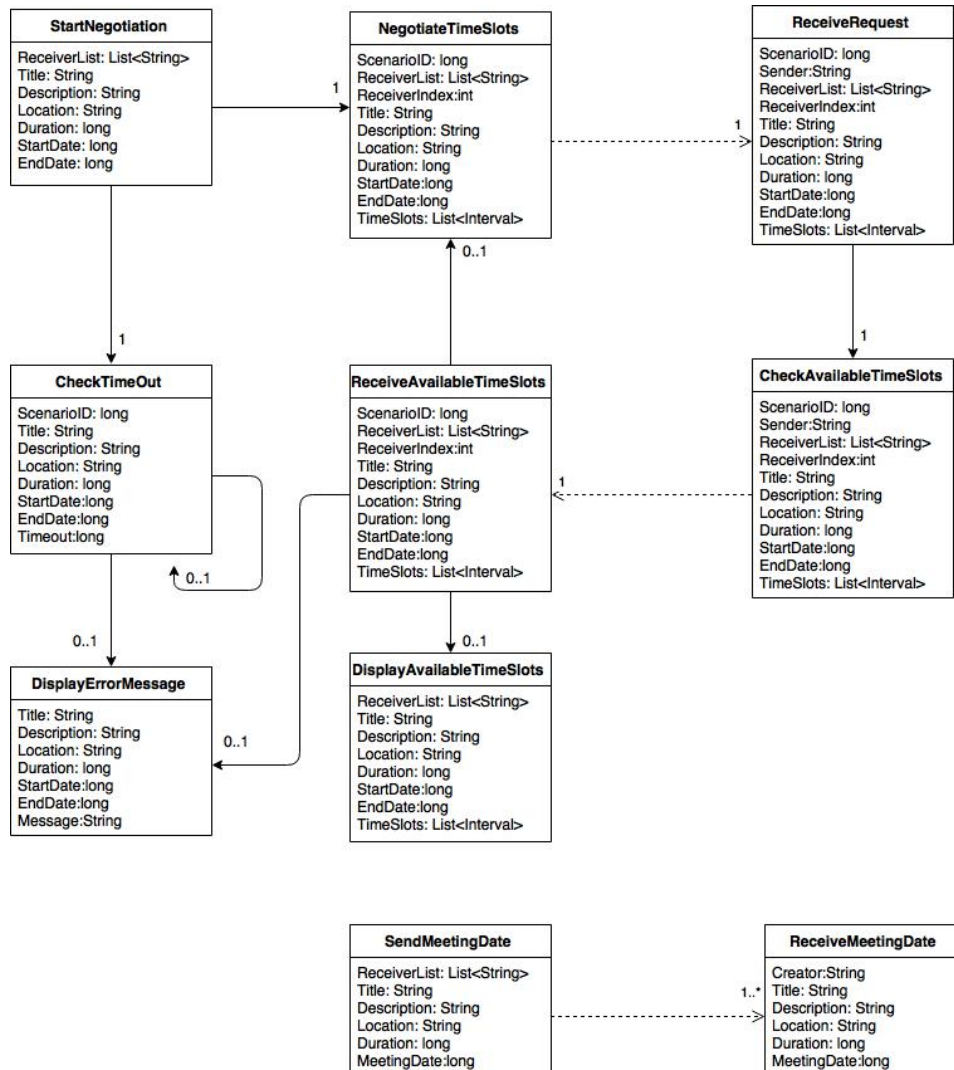 StartNegotiation
ReceiverList: List<String>
Title: String
Description: String
Location: String
Duration: long
StartDate: long
EndDate: long
1
NegotiateTimeSlots
ScenarioID: long
ReceiverList: List<String>
ReceiverIndex:int
Title: String
Description: String
Location: String
Duration: long
StartDate:long
EndDate:long
TimeSlots: List<Interval>
1
ReceiveRequest
ScenarioID: long
Sender:String
ReceiverList: List<String>
ReceiverIndex:int
Title: String
Description: String
Location: String
Duration: long
StartDate:long
EndDate:long
TimeSlots: List<Interval>
0..1
1
1
CheckTimeOut
ScenarioID: long
Title: String
Description: String
Location: String
Duration: long
StartDate:long
EndDate:long
Timeout:long
0..1
0..1
ReceiveAvailableTimeSlots
ScenarioID: long
ReceiverList: List<String>
ReceiverIndex:int
Title: String
Description: String
Location: String
Duration: long
StartDate:long
EndDate:long
TimeSlots: List<Interval>
1
CheckAvailableTimeSlots
ScenarioID: long
Sender:String
ReceiverList: List<String>
ReceiverIndex:int
Title: String
Description: String
Location: String
Duration: long
StartDate:long
EndDate:long
TimeSlots: List<Interval>
0..1
DisplayErrorMessage
Title: String
Description: String
Location: String
Duration: long
StartDate:long
EndDate:long
Message:String
0..1
DisplayAvailableTimeSlots
ReceiverList: List<String>
Title: String
Description: String
Location: String
Duration: long
StartDate:long
EndDate:long
TimeSlots: List<Interval>
SendMeetingDate
ReceiverList: List<String>
Title: String
Description: String
Location: String
Duration: long
MeetingDate:long
1..*
ReceiveMeetingDate
Creator:String
Title: String
Description: String
Location: String
Duration: long
MeetingDate:long